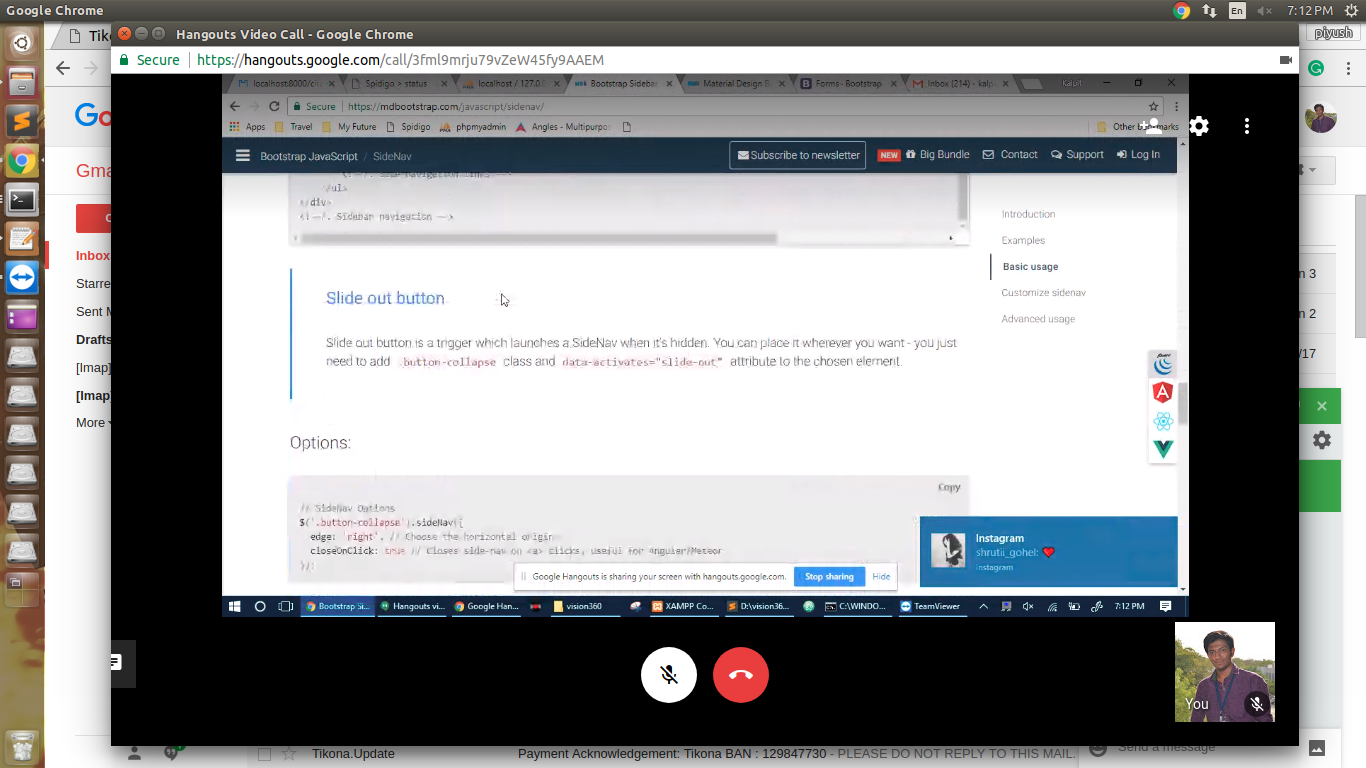 Google Chrome
En
7:12 PM
Tik
piyush
Hangouts Video Call - Google Chrome
Secure
https://hangouts.google.com/call/3fml9mrju79vZeW45fy9AAEM
localhost:8000/
Spidigo > status
localhost / 127.0.0
Bootstrap Sideba
Material Design B
Forms - Bootstrap
Inbox (214) - kalp
Secure
https://mdbootstrap.com/javascript/sidenav/
Apps
Travel
My Future
Spidigo
phpmyadmin
Angles - Multipurpo
Other bookmarks
Bootstrap JavaScript / SideNav
Subscribe to newsletter
NEW
Big Bundle
Contact
Support
Log In
</ul>
</div>
<!--/. Sidebar navigation -->
Introduction
Examples
Basic usage
Customize sidenav
Advanced usage
Slide out button
Slide out button is a trigger which launches a SideNav when it's hidden. You can place it wherever you want - you just
need to add .button-collapse class and data-activates="slide-out" attribute to the chosen element.
Options:
Copy
// SideNav Options
$('.button-collapse').sideNav({
edge: 'right', // Choose the horizontal origin
closeOnClick: true // Closes side-nav on <a> clicks, useful for Angular/Meteor
});
Instagram
shrutii_gohel:
instagram
Google Hangouts is sharing your screen with hangouts.google.com.
Stop sharing
Hide
Bootstrap Si...
Hangouts vi...
Google Han...
vision360
XAMPP Co...
D:\vision36...
C:\WINDO...
TeamViewer
7:12 PM
You
Go
Gma
C
Inbox
Starre
Sent M
Drafts
[Imap]
[Imap
More
n 3
n 2
/17
Tikona.Update
Payment Acknowledgement: Tikona BAN : 129847730 - PLEASE DO NOT REPLY TO THIS MAIL.
Send a message